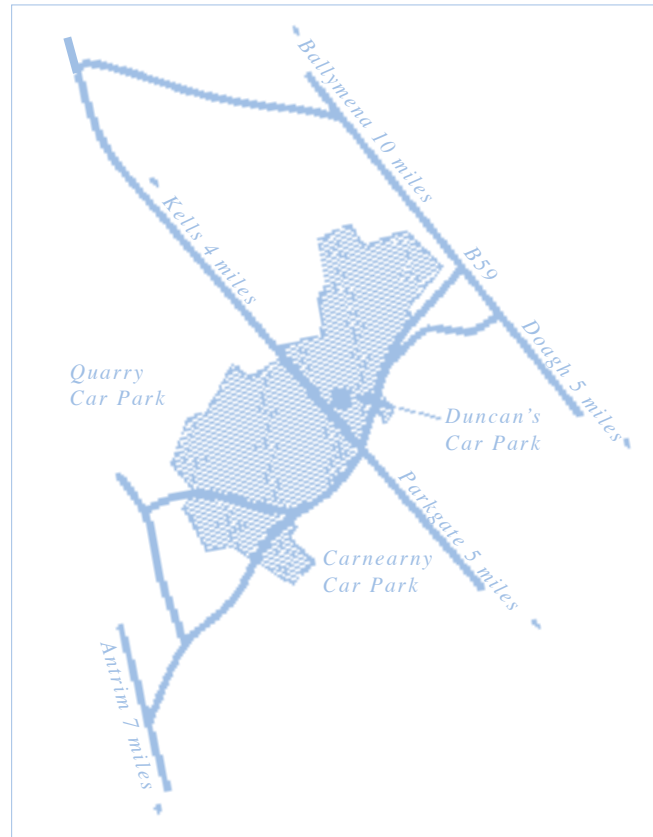 Ballymena 10 miles
Kells 4 miles
B59
Doagh 5 miles
Quarry
Car Park
Duncan’s
Car Park
Parkgate 5 miles
Carnearny
Car Park
Antrim 7 miles